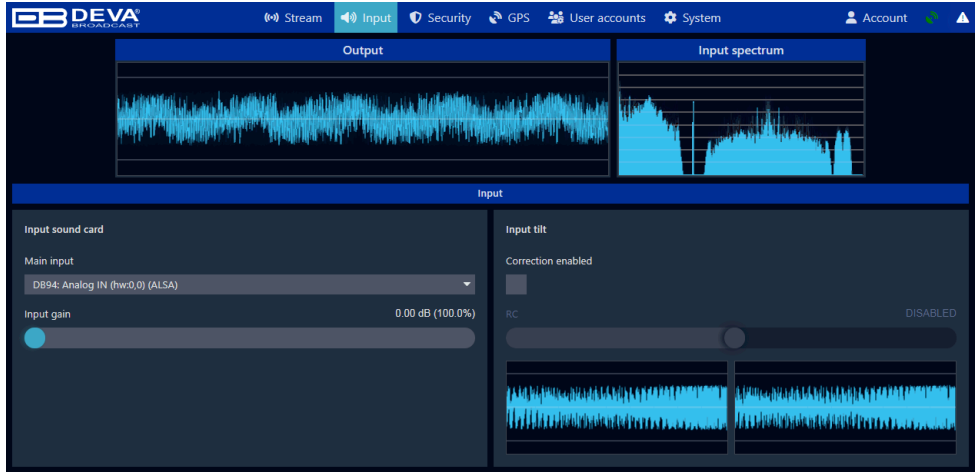 DEVA®
BROADCAST
Stream Input Security GPS User accounts System Account
Output Input spectrum
Input
Input sound card Input tilt
Main input Correction enabled
DB94: Analog IN (hw:0,0) (ALSA)
Input gain 0.00 dB (100.0%) RC DISABLED